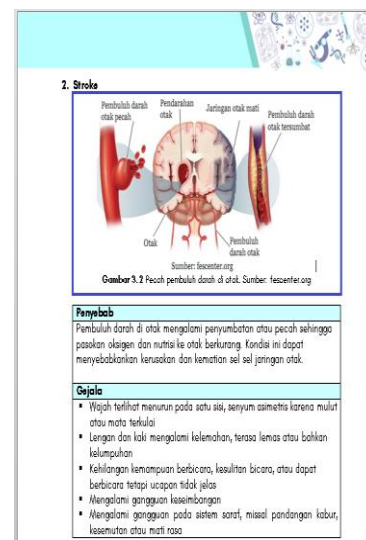 2. Stroke
Pembuluh darah
otak pecah
Pendarahan
otak
Jaringan otak mati
Pembuluh darah
otak tersumbat
Otak
Pembuluh
darah otak
Sumber: fescenter.org
Gambar 3.2 Pecah pembuluh darah di otak. Sumber: fescenter.org
Penyebab
Pembuluh darah di otak mengalami penyumbatan atau pecah sehingga
pasokan oksigen dan nutrisi ke otak berkurang. Kondisi ini dapat
menyebabkankan kerusakan dan kematian sel sel jaringan otak.
Gejala
▪ Wajah terlihat menurun pada satu sisi, senyum asimetris karena mulut
atau mata terkulai
▪ Lengan dan kaki mengalami kelemahan, terasa lemas atau bahkan
kelumpuhan
▪ Kehilangan kemampuan berbicara, kesulitan bicara, atau dapat
berbicara tetapi ucapan tidak jelas
▪ Mengalami gangguan keseimbangan
▪ Mengalami gangguan pada sistem saraf, missal pandangan kabur,
kesemutan atau mati rasa